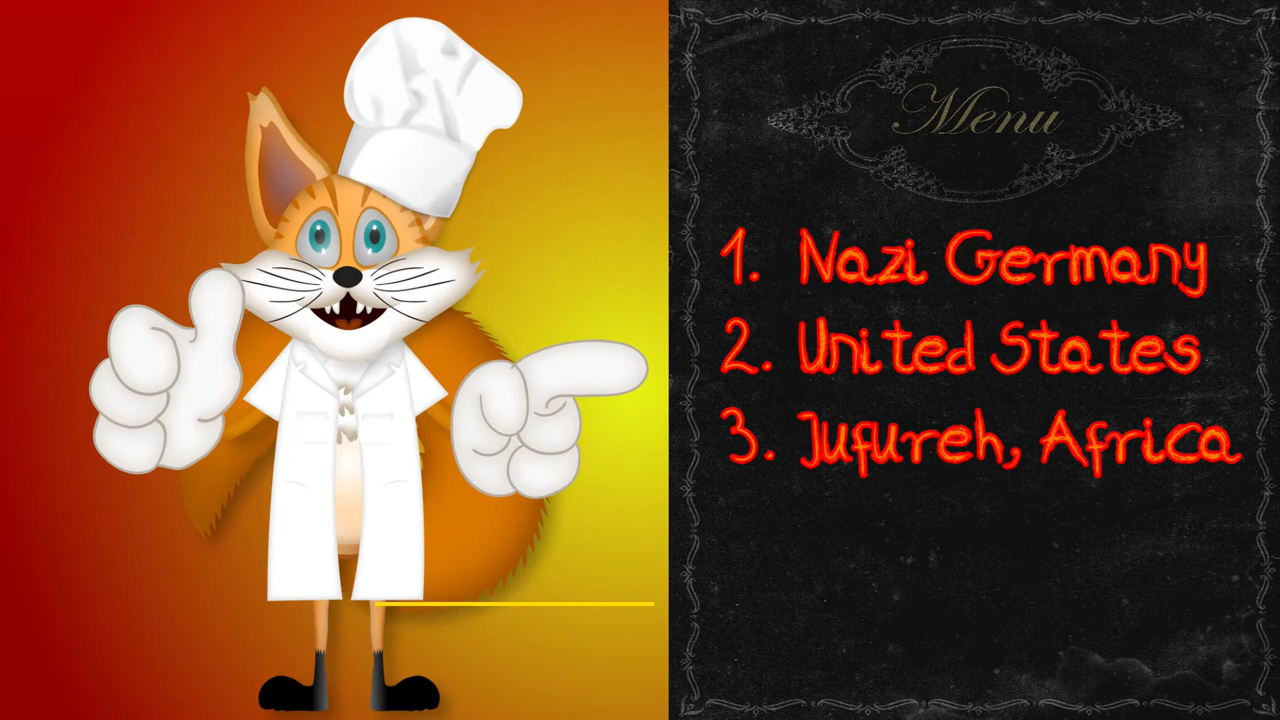 Menu
1. Nazi Germany
2. United States
3. Jufureh, Africa